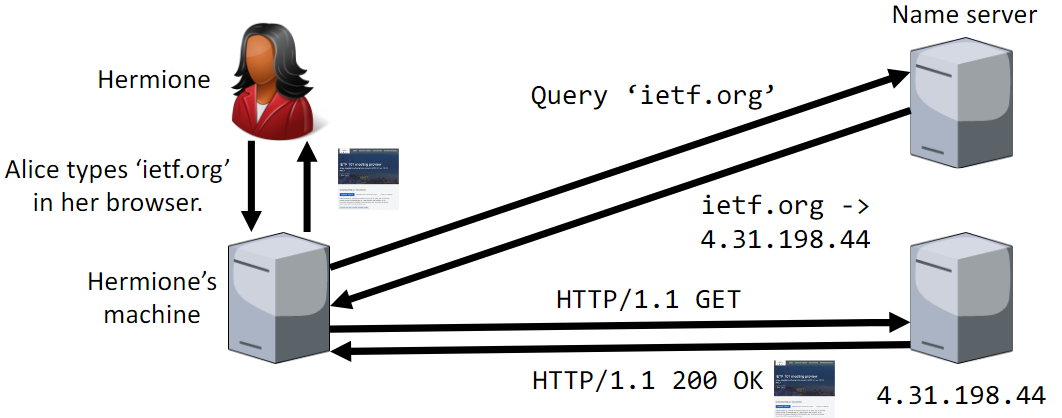 Name server
Hermione
Query ‘ietf.org’
Alice types ‘ietf.org’
in her browser.
ietf.org ->
4.31.198.44
Hermione’s
machine
HTTP/1.1 GET
HTTP/1.1 200 OK
4.31.198.44